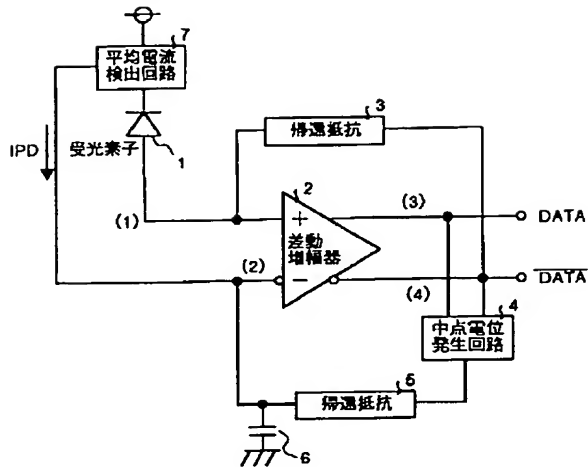 7
平均電流
検出回路
IPD
受光素子
1
3
帰還抵抗
(1)
2
+
差動
増幅器
(3)
DATA
(2)
−
(4)
DATA
4
中点電位
発生回路
5
帰還抵抗
6